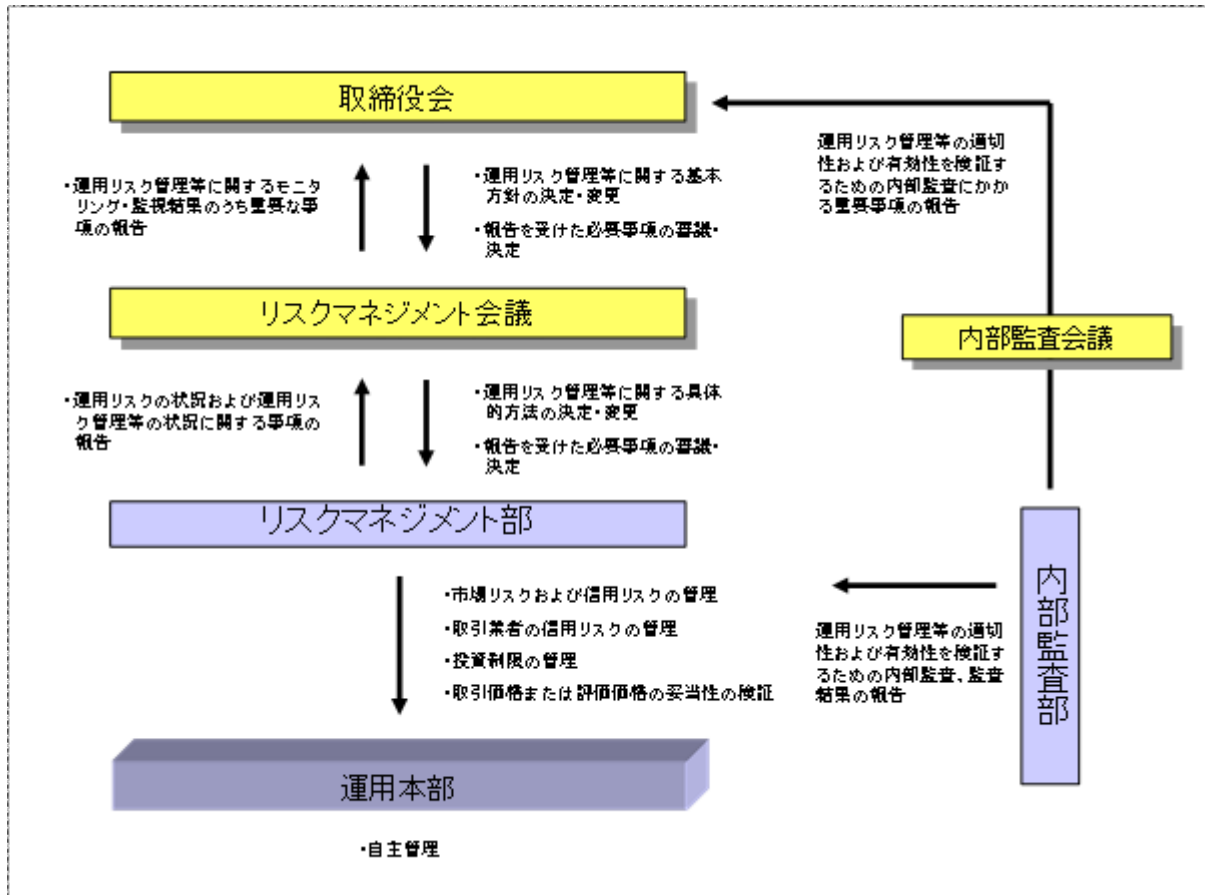 取締役会
・運用リスク管理等に関するモニタ
リング・監視結果のうち重要な事
項の報告
・運用リスク管理等に関する基本
方針の決定・変更
・報告を受けた必要事項の審議・
決定
運用リスク管理等の適切
性および有効性を検証す
るための内部監査にかか
る重要事項の報告
リスクマネジメント会議
内部監査会議
・運用リスクの状況および運用リス
ク管理等の状況に関する事項の
報告
・運用リスク管理等に関する具体
的方法の決定・変更
・報告を受けた必要事項の審議・
決定
リスクマネジメント部
・市場リスクおよび信用リスクの管理
・取引業者の信用リスクの管理
・投資制限の管理
・取引価格または評価価格の妥当性の検証
運用リスク管理等の適切
性および有効性を検証す
るための内部監査、監査
結果の報告
内部監査部
運用本部
・自主管理